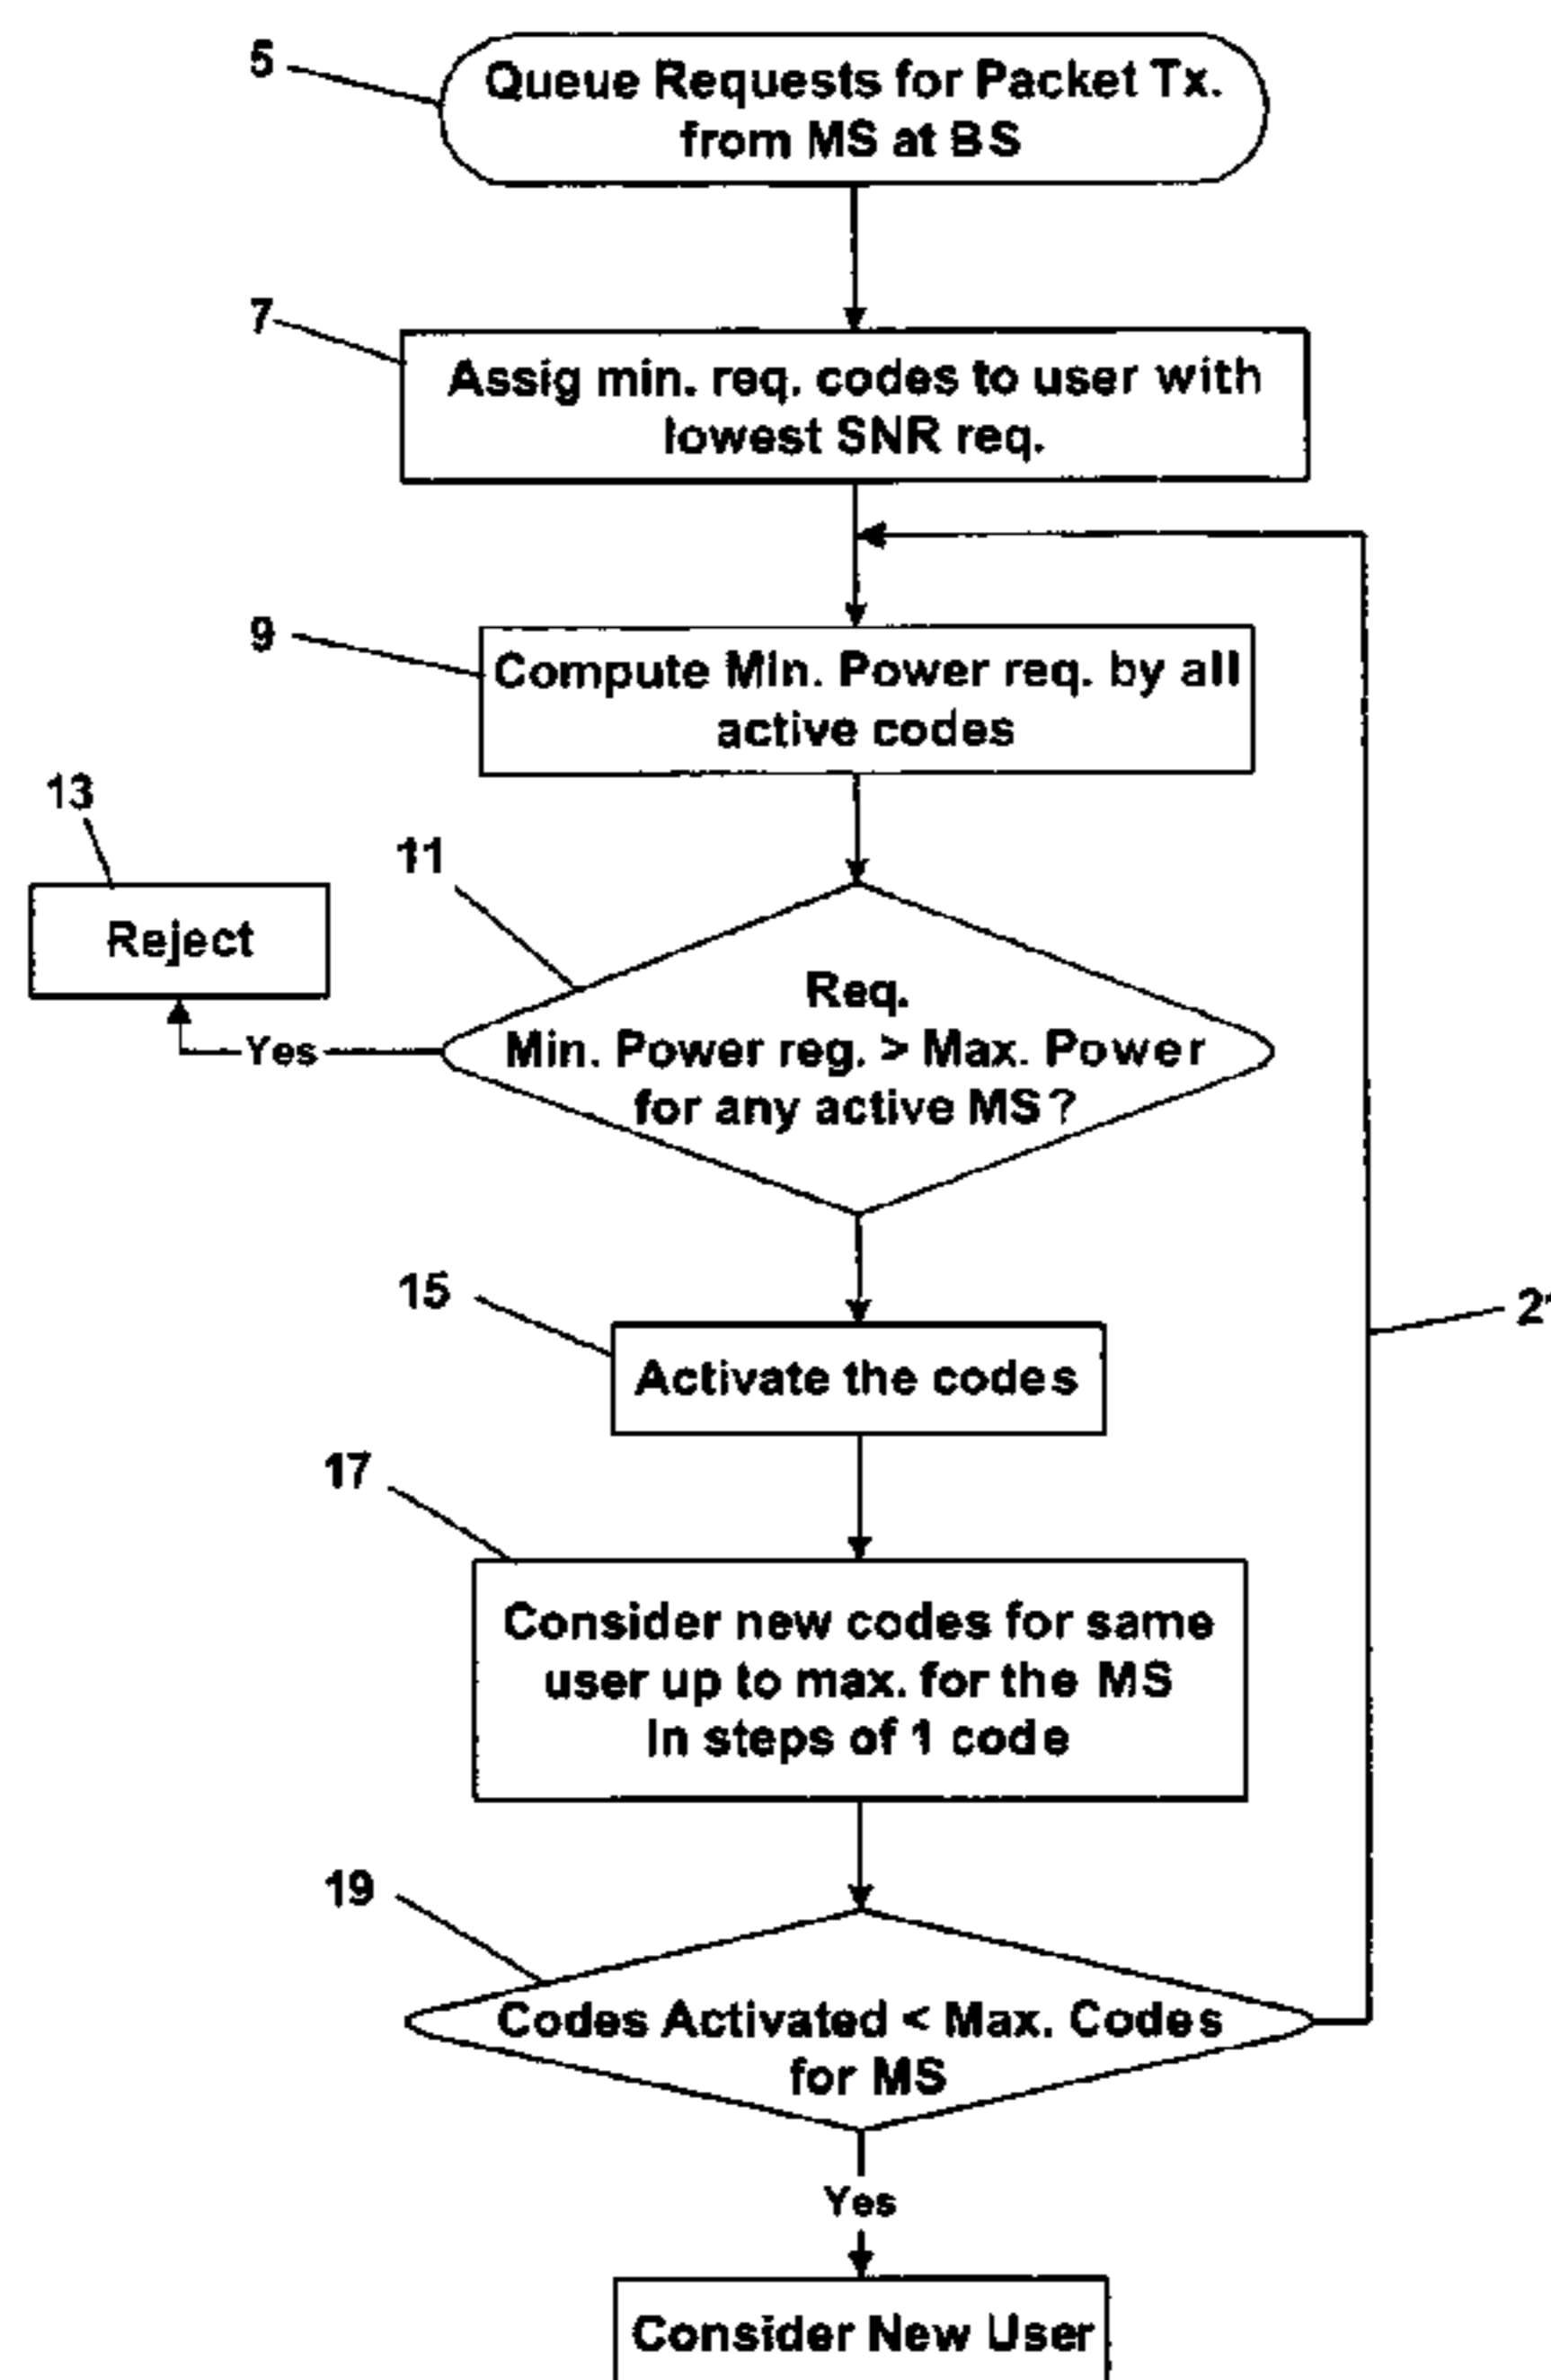 5
Queue Requests for Packet Tx.
from MS at BS
7
Assig min. req. codes to user with
lowest SNR req.
9
Compute Min. Power req. by all
active codes
13
Reject
11
Req.
Min. Power reg. > Max. Power
for any active MS?
Yes
15
Activate the codes
17
Consider new codes for same
user up to max. for the MS
In steps of 1 code
19
Codes Activated < Max. Codes
for MS
Yes
Consider New User